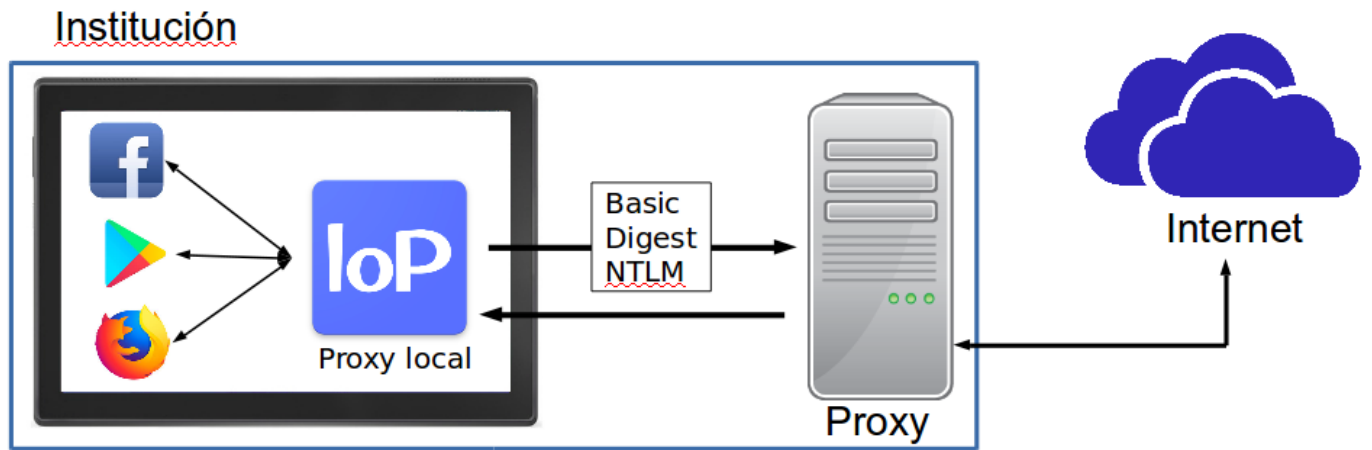 Institución
IoP
Proxy local
Basic
Digest
NTLM
Proxy
Internet